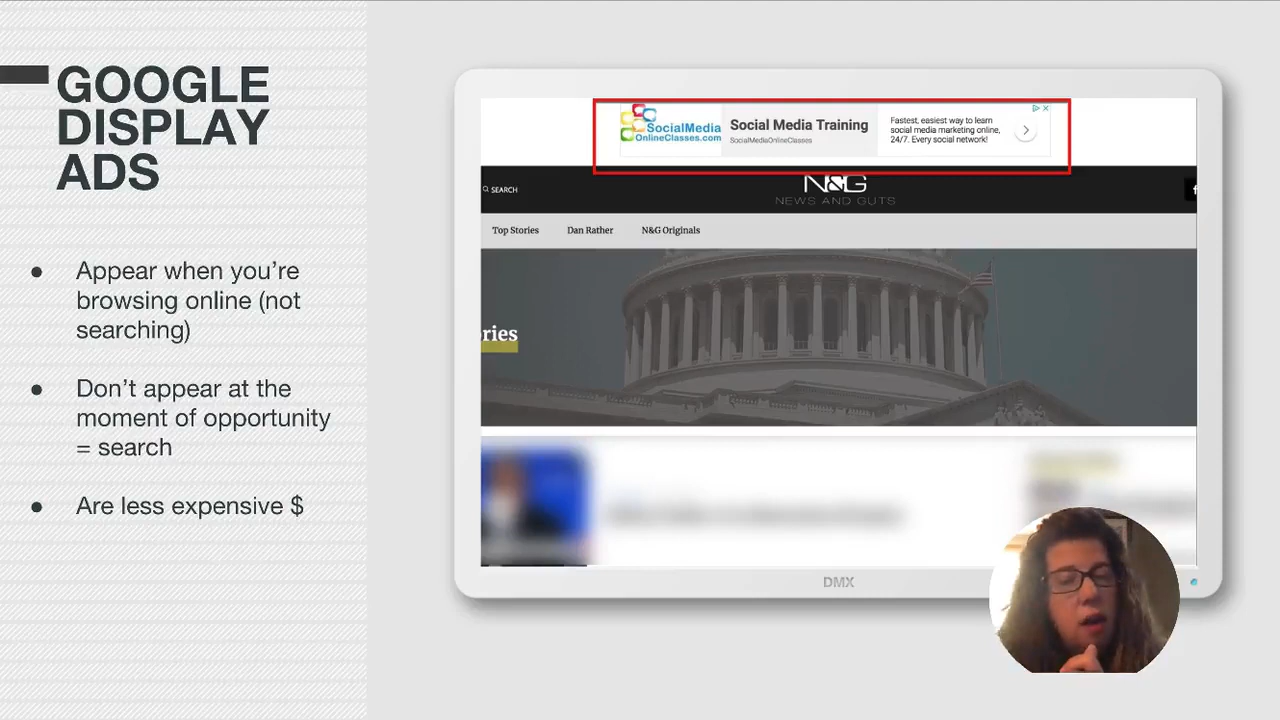 GOOGLE
DISPLAY
ADS
● Appear when you’re
browsing online (not
searching)
● Don’t appear at the
moment of opportunity
= search
● Are less expensive $
SocialMedia
OnlineClasses.com
Social Media Training
SocialMediaOnlineClasses
Fastest, easiest way to learn
social media marketing online,
24/7. Every social network!
SEARCH
N&G
NEWS AND GUTS
f
Top Stories Dan Rather N&G Originals
ries
DMX